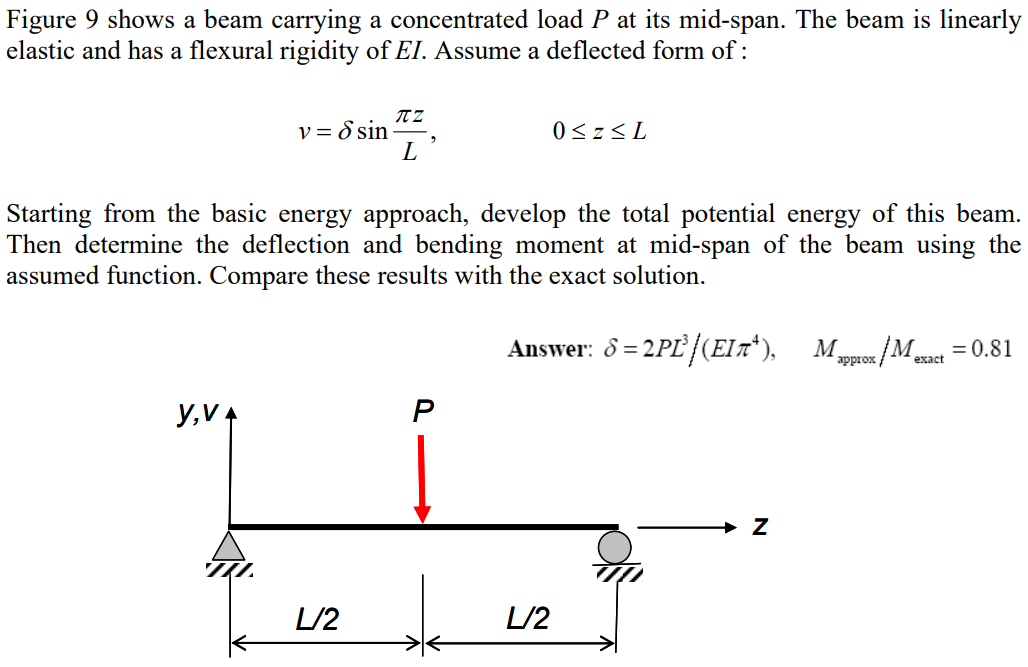 Figure 9 shows a beam carrying a concentrated load P at its mid-span. The beam is linearly
elastic and has a flexural rigidity of EI. Assume a deflected form of :
v = δ sin πz/L, 0 ≤ z ≤ L
Starting from the basic energy approach, develop the total potential energy of this beam.
Then determine the deflection and bending moment at mid-span of the beam using the
assumed function. Compare these results with the exact solution.
Answer: δ = 2PL³/(EIπ⁴), M_approx/M_exact = 0.81
y,v
P
z
L/2
L/2